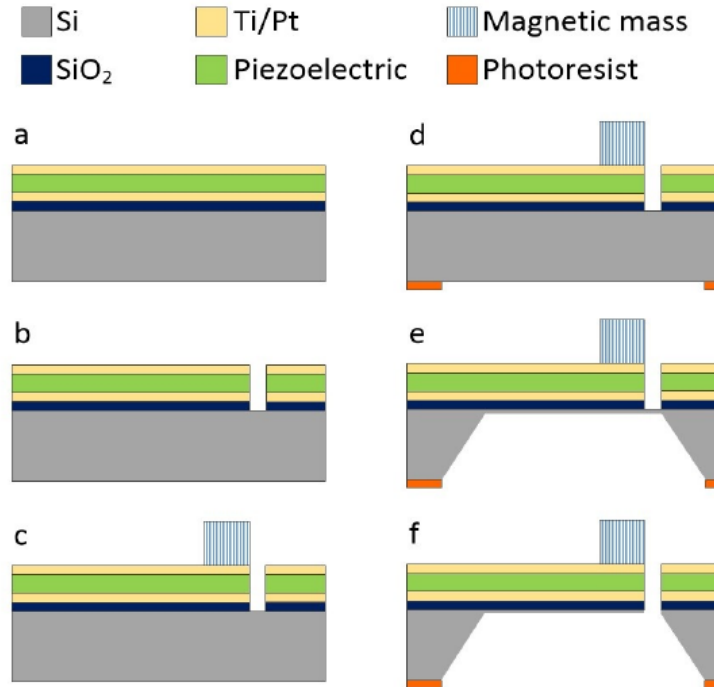 Si Ti/Pt Magnetic mass
SiO₂ Piezoelectric Photoresist
a
b
c
d
e
f